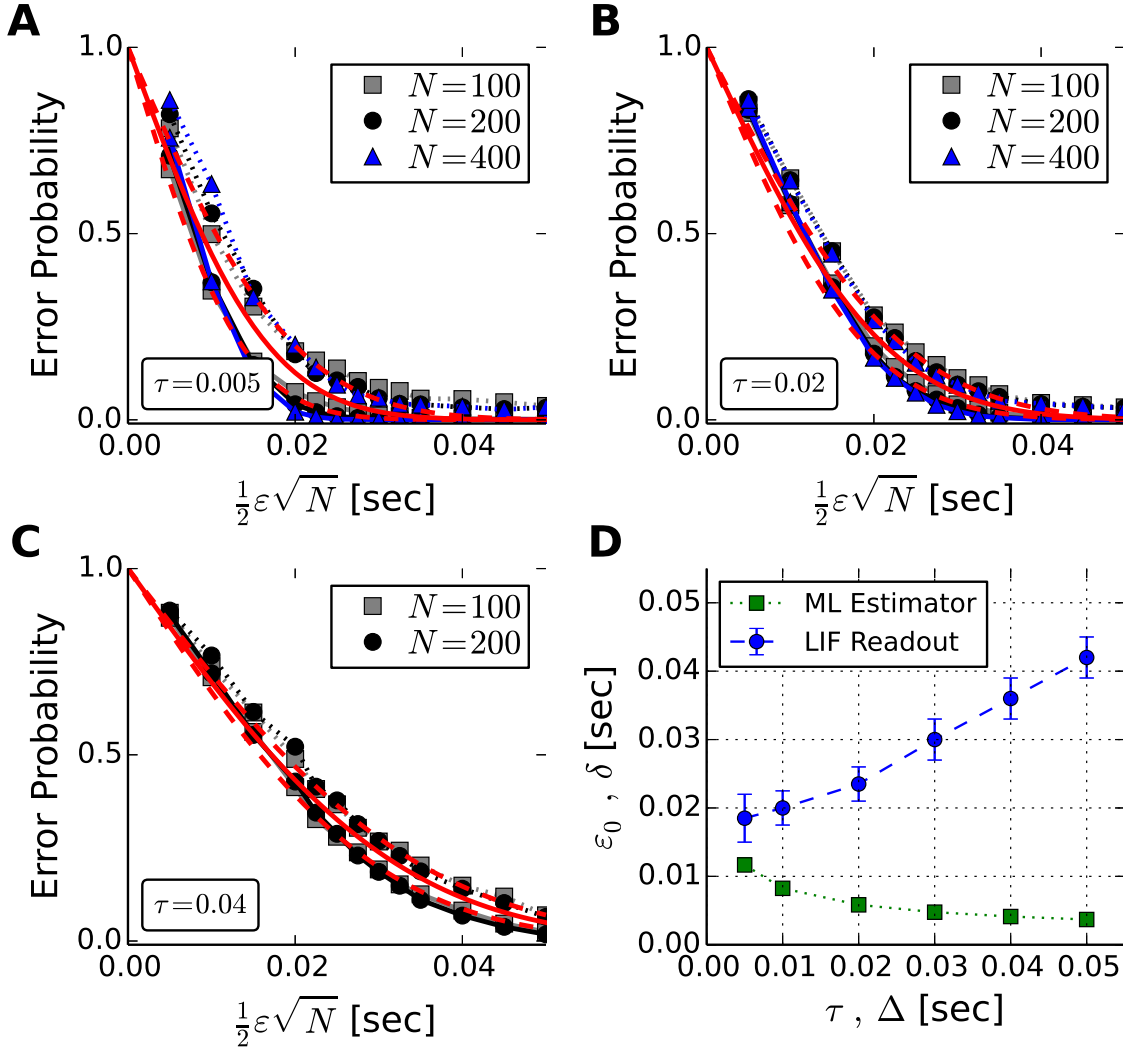 A
1.0
0.5
0.0
0.00 0.02 0.04
Error Probability
½ε√N [sec]
N=100
N=200
N=400
τ=0.005
B
1.0
0.5
0.0
0.00 0.02 0.04
Error Probability
½ε√N [sec]
N=100
N=200
N=400
τ=0.02
C
1.0
0.5
0.0
0.00 0.02 0.04
Error Probability
½ε√N [sec]
N=100
N=200
τ=0.04
D
0.05
0.04
0.03
0.02
0.01
0.00
0.00 0.01 0.02 0.03 0.04 0.05
ε₀ , δ [sec]
τ , Δ [sec]
ML Estimator
LIF Readout